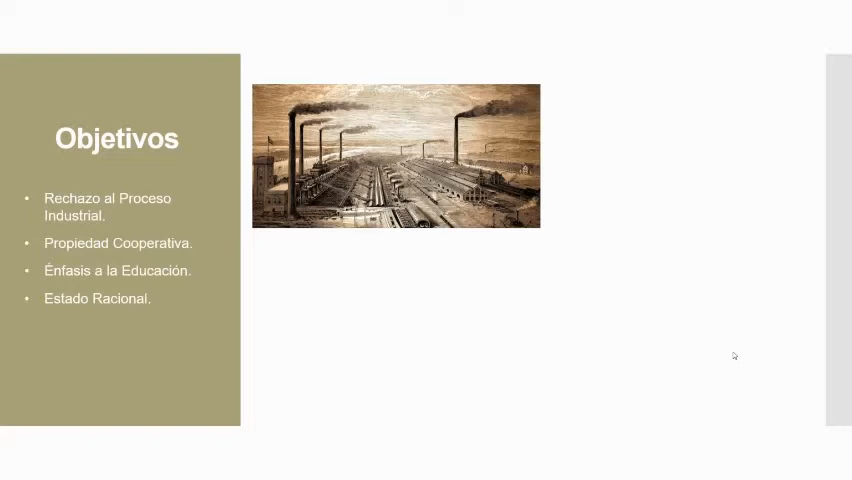 Objetivos
• Rechazo al Proceso
Industrial.
• Propiedad Cooperativa.
• Énfasis a la Educación.
• Estado Racional.